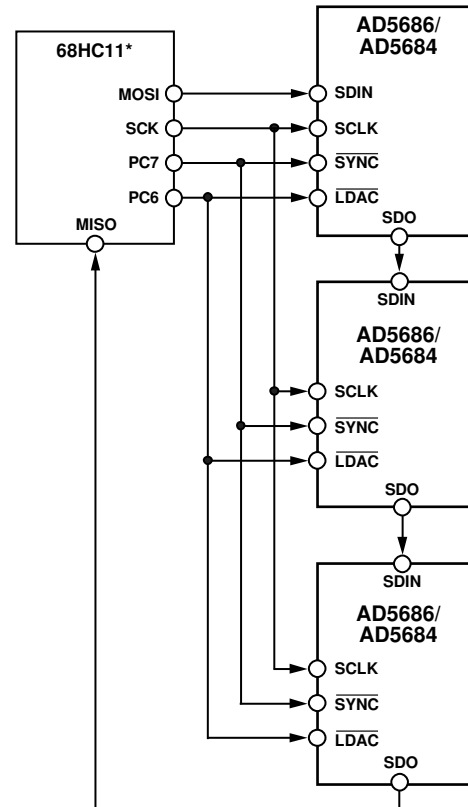 68HC11*
MOSI
SCK
PC7
PC6
MISO
AD5686/
AD5684
SDIN
SCLK
SYNC
LDAC
SDO
SDIN
AD5686/
AD5684
SCLK
SYNC
LDAC
SDO
SDIN
AD5686/
AD5684
SCLK
SYNC
LDAC
SDO